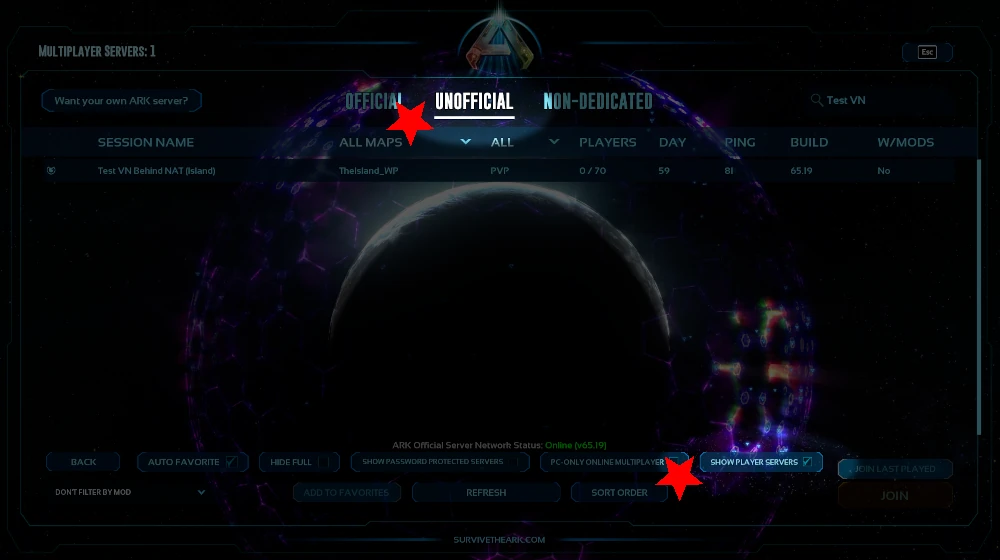 MULTIPLAYER SERVERS: 1
Esc
Want your own ARK server?
OFFICIAL UNOFFICIAL NON-DEDICATED
Test VN
SESSION NAME ALL MAPS ALL PLAYERS DAY PING BUILD W/MODS
Test VN Behind NAT (Island) TheIsland_WP PVP 0 / 70 59 81 65.19 No
ARK Official Server Network Status: Online (v65.19)
BACK AUTO FAVORITE HIDE FULL SHOW PASSWORD PROTECTED SERVERS PC-ONLY ONLINE MULTIPLAYER SHOW PLAYER SERVERS JOIN LAST PLAYED
DON'T FILTER BY MOD ADD TO FAVORITES REFRESH SORT ORDER JOIN
SURVIVETHEARK.COM